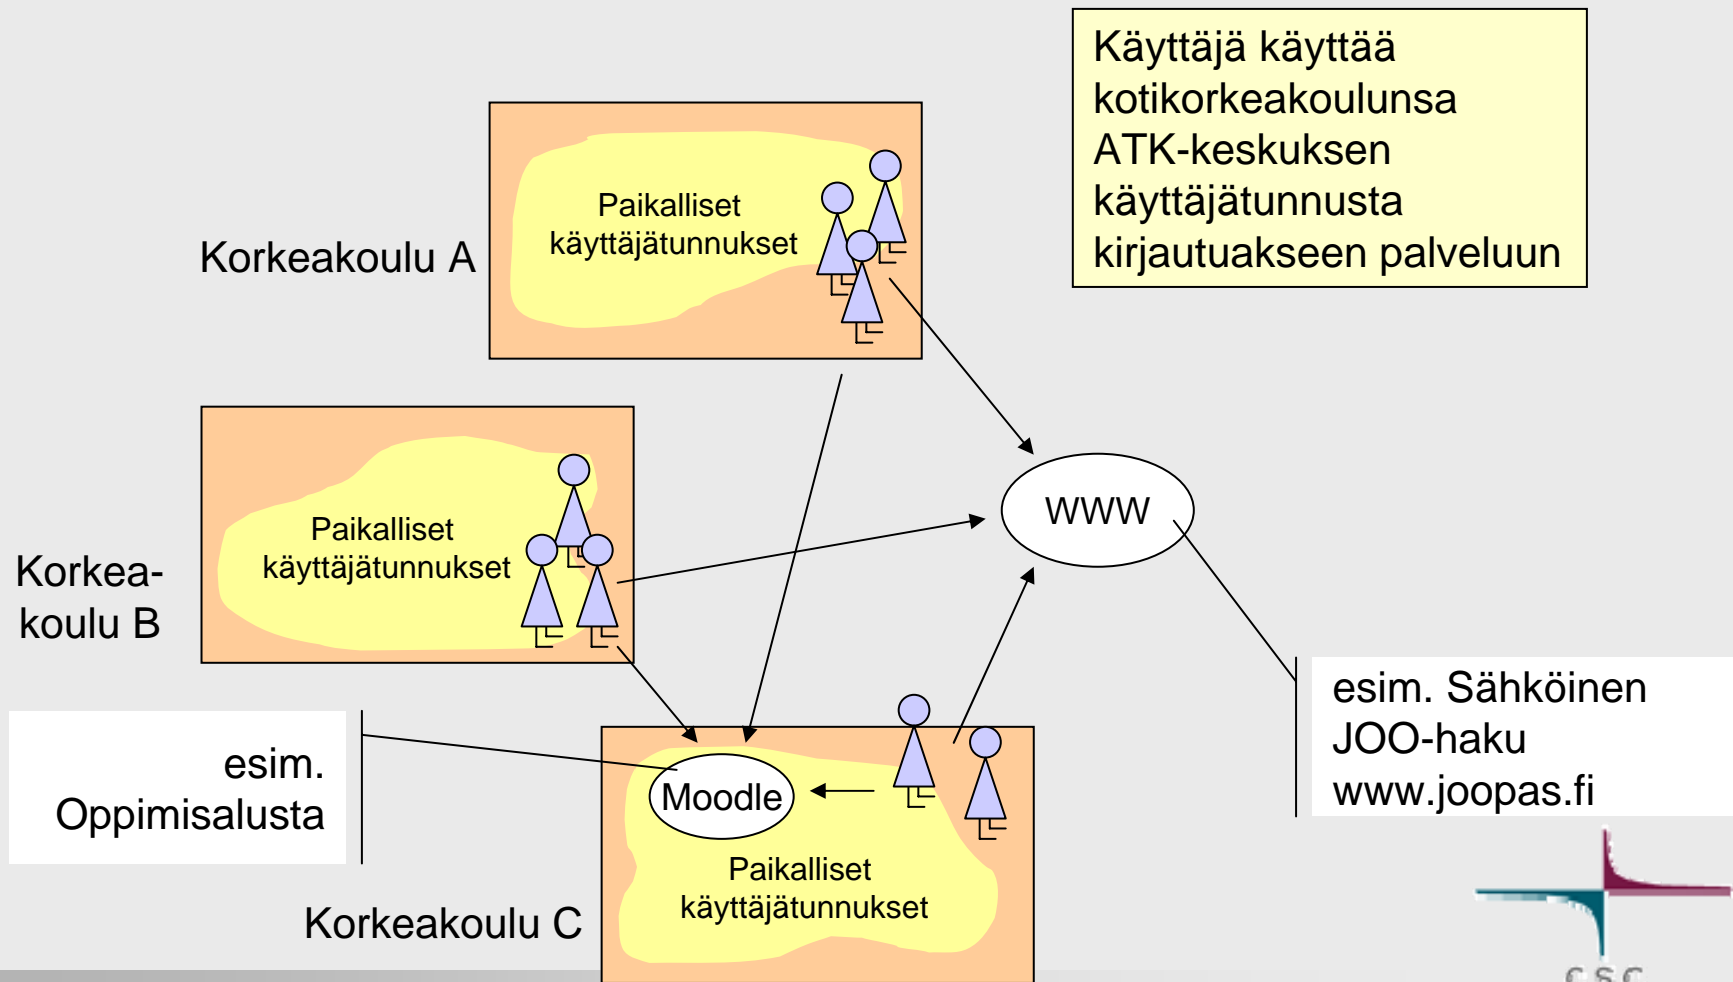 Käyttäjä käyttää
kotikorkeakoulunsa
ATK-keskuksen
käyttäjätunnusta
kirjautuakseen palveluun
Paikalliset
käyttäjätunnukset
Korkeakoulu A
Paikalliset
käyttäjätunnukset
Korkea-
koulu B
WWW
esim. Sähköinen
JOO-haku
www.joopas.fi
esim.
Oppimisalusta
Moodle
Paikalliset
käyttäjätunnukset
Korkeakoulu C
csc